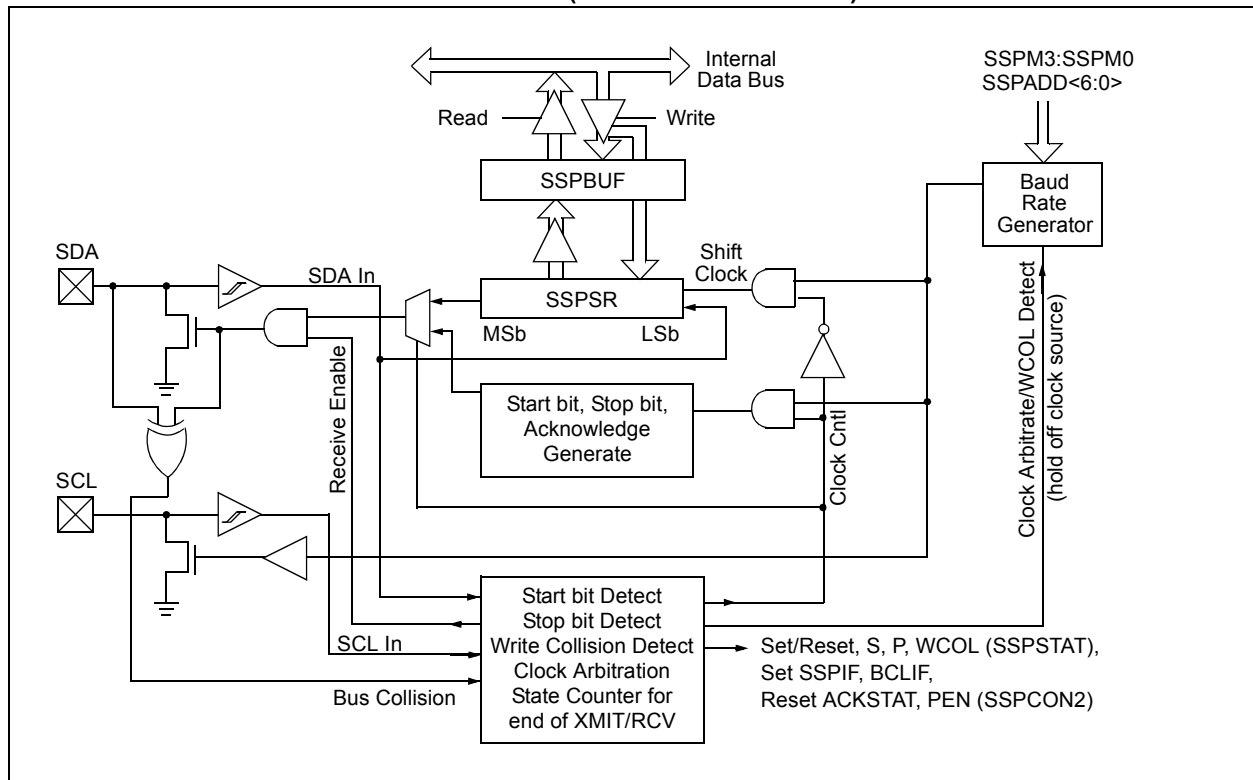 Internal
Data Bus
SSPM3:SSPM0
SSPADD<6:0>
Read
Write
SSPBUF
Baud
Rate
Generator
SDA
SDA In
Shift
Clock
SSPSR
MSb
LSb
Receive Enable
Start bit, Stop bit,
Acknowledge
Generate
Clock Cntl
Clock Arbitrate/WCOL Detect
(hold off clock source)
SCL
SCL In
Bus Collision
Start bit Detect
Stop bit Detect
Write Collision Detect
Clock Arbitration
State Counter for
end of XMIT/RCV
Set/Reset, S, P, WCOL (SSPSTAT),
Set SSPIF, BCLIF,
Reset ACKSTAT, PEN (SSPCON2)